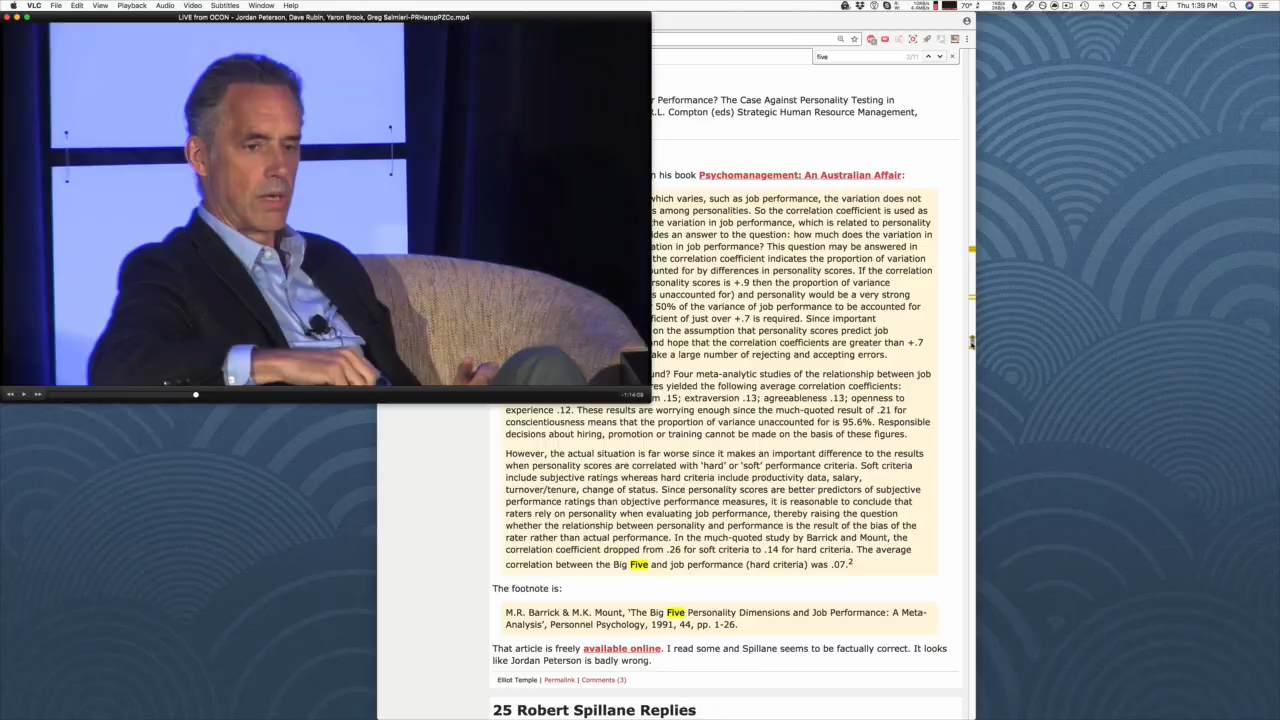 VLC File Edit View Playback Audio Subtitles Video Window Help
70° Thu 1:39 PM
LIVE from OCON - Jordan Peterson, Dave Rubin, Yaron Brook, Greg Salmieri-PRHaropPZCc.mp4
five 2/11
r Performance? The Case Against Personality Testing in
R.L. Compton (eds) Strategic Human Resource Management,
n his book Psychomanagement: An Australian Affair:
which varies, such as job performance, the variation does not
s among personalities. So the correlation coefficient is used as
the variation in job performance, which is related to personality
ides an answer to the question: how much does the variation in
ation in job performance? This question may be answered in
the correlation coefficient indicates the proportion of variation
unted for by differences in personality scores. If the correlation
rsonality scores is +.9 then the proportion of variance
s unaccounted for) and personality would be a very strong
r 50% of the variance of job performance to be accounted for
ficient of just over +.7 is required. Since important
on the assumption that personality scores predict job
and hope that the correlation coefficients are greater than +.7
ake a large number of rejecting and accepting errors.
und? Four meta-analytic studies of the relationship between job
res yielded the following average correlation coefficients:
m .15; extraversion .13; agreeableness .13; openness to
experience .12. These results are worrying enough since the much-quoted result of .21 for
conscientiousness means that the proportion of variance unaccounted for is 95.6%. Responsible
decisions about hiring, promotion or training cannot be made on the basis of these figures.
However, the actual situation is far worse since it makes an important difference to the results
when personality scores are correlated with 'hard' or 'soft' performance criteria. Soft criteria
include subjective ratings whereas hard criteria include productivity data, salary,
turnover/tenure, change of status. Since personality scores are better predictors of subjective
performance ratings than objective performance measures, it is reasonable to conclude that
raters rely on personality when evaluating job performance, thereby raising the question
whether the relationship between personality and performance is the result of the bias of the
rater rather than actual performance. In the much-quoted study by Barrick and Mount, the
correlation coefficient dropped from .26 for soft criteria to .14 for hard criteria. The average
correlation between the Big Five and job performance (hard criteria) was .07.2
The footnote is:
M.R. Barrick & M.K. Mount, 'The Big Five Personality Dimensions and Job Performance: A Meta-
Analysis', Personnel Psychology, 1991, 44, pp. 1-26.
That article is freely available online. I read some and Spillane seems to be factually correct. It looks
like Jordan Peterson is badly wrong.
Elliot Temple | Permalink | Comments (3)
25 Robert Spillane Replies